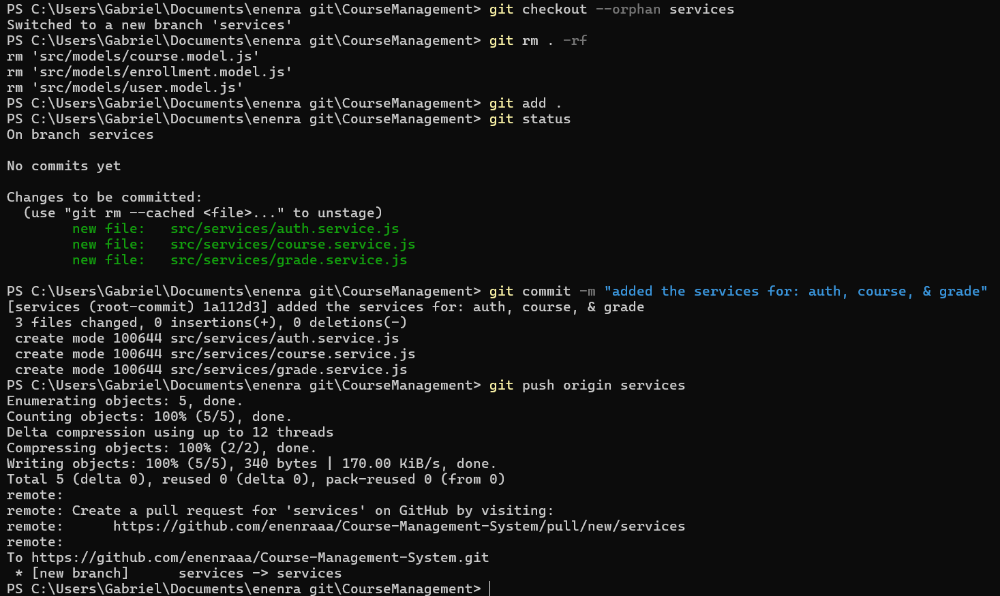 PS C:\Users\Gabriel\Documents\enenra git\CourseManagement> git checkout --orphan services
Switched to a new branch 'services'
PS C:\Users\Gabriel\Documents\enenra git\CourseManagement> git rm . -rf
rm 'src/models/course.model.js'
rm 'src/models/enrollment.model.js'
rm 'src/models/user.model.js'
PS C:\Users\Gabriel\Documents\enenra git\CourseManagement> git add .
PS C:\Users\Gabriel\Documents\enenra git\CourseManagement> git status
On branch services

No commits yet

Changes to be committed:
  (use "git rm --cached <file>..." to unstage)
        new file:   src/services/auth.service.js
        new file:   src/services/course.service.js
        new file:   src/services/grade.service.js

PS C:\Users\Gabriel\Documents\enenra git\CourseManagement> git commit -m "added the services for: auth, course, & grade"
[services (root-commit) 1a112d3] added the services for: auth, course, & grade
 3 files changed, 0 insertions(+), 0 deletions(-)
 create mode 100644 src/services/auth.service.js
 create mode 100644 src/services/course.service.js
 create mode 100644 src/services/grade.service.js
PS C:\Users\Gabriel\Documents\enenra git\CourseManagement> git push origin services
Enumerating objects: 5, done.
Counting objects: 100% (5/5), done.
Delta compression using up to 12 threads
Compressing objects: 100% (2/2), done.
Writing objects: 100% (5/5), 340 bytes | 170.00 KiB/s, done.
Total 5 (delta 0), reused 0 (delta 0), pack-reused 0 (from 0)
remote:
remote: Create a pull request for 'services' on GitHub by visiting:
remote:      https://github.com/enenraaa/Course-Management-System/pull/new/services
remote:
To https://github.com/enenraaa/Course-Management-System.git
 * [new branch]      services -> services
PS C:\Users\Gabriel\Documents\enenra git\CourseManagement>